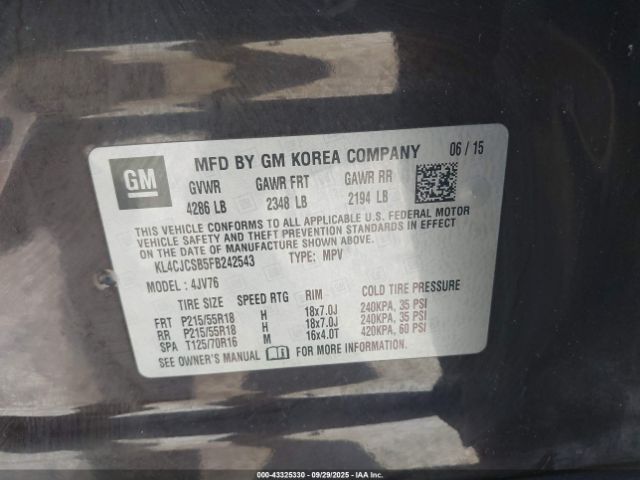 GM
MFD BY GM KOREA COMPANY 06 / 15
GVWR GAWR FRT GAWR RR
4286 LB 2348 LB 2194 LB
THIS VEHICLE CONFORMS TO ALL APPLICABLE U.S. FEDERAL MOTOR
VEHICLE SAFETY AND THEFT PREVENTION STANDARDS IN EFFECT
ON THE DATE OF MANUFACTURE SHOWN ABOVE.
KL4CJCSB5FB242543 TYPE: MPV
MODEL : 4JV76
TIRE SIZE SPEED RTG RIM COLD TIRE PRESSURE
FRT P215/55R18 H 18x7.0J 240KPA, 35 PSI
RR P215/55R18 H 18x7.0J 240KPA, 35 PSI
SPA T125/70R16 M 16x4.0T 420KPA, 60 PSI
SEE OWNER'S MANUAL FOR MORE INFORMATION.
000-43325330 - 09/29/2025 - IAAI.COM